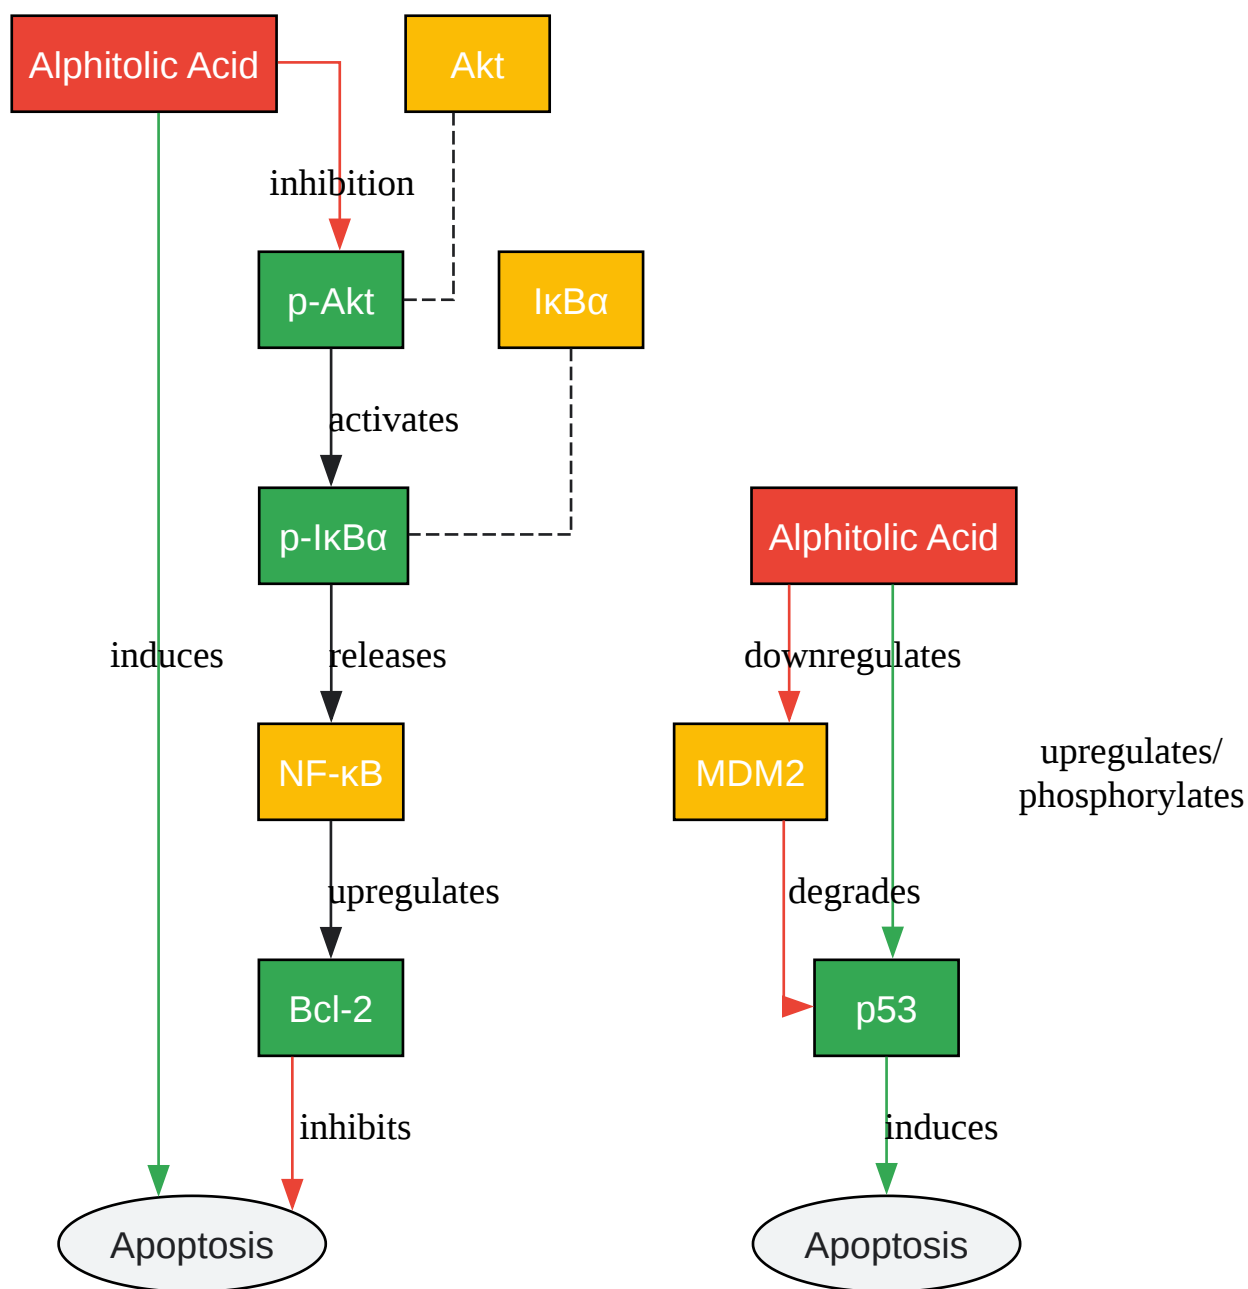 Alphitolic Acid
Akt
inhibition
p-Akt
IκBα
activates
p-IκBα
Alphitolic Acid
induces
releases
downregulates
NF-κB
MDM2
upregulates/
phosphorylates
upregulates
degrades
Bcl-2
p53
inhibits
induces
Apoptosis
Apoptosis